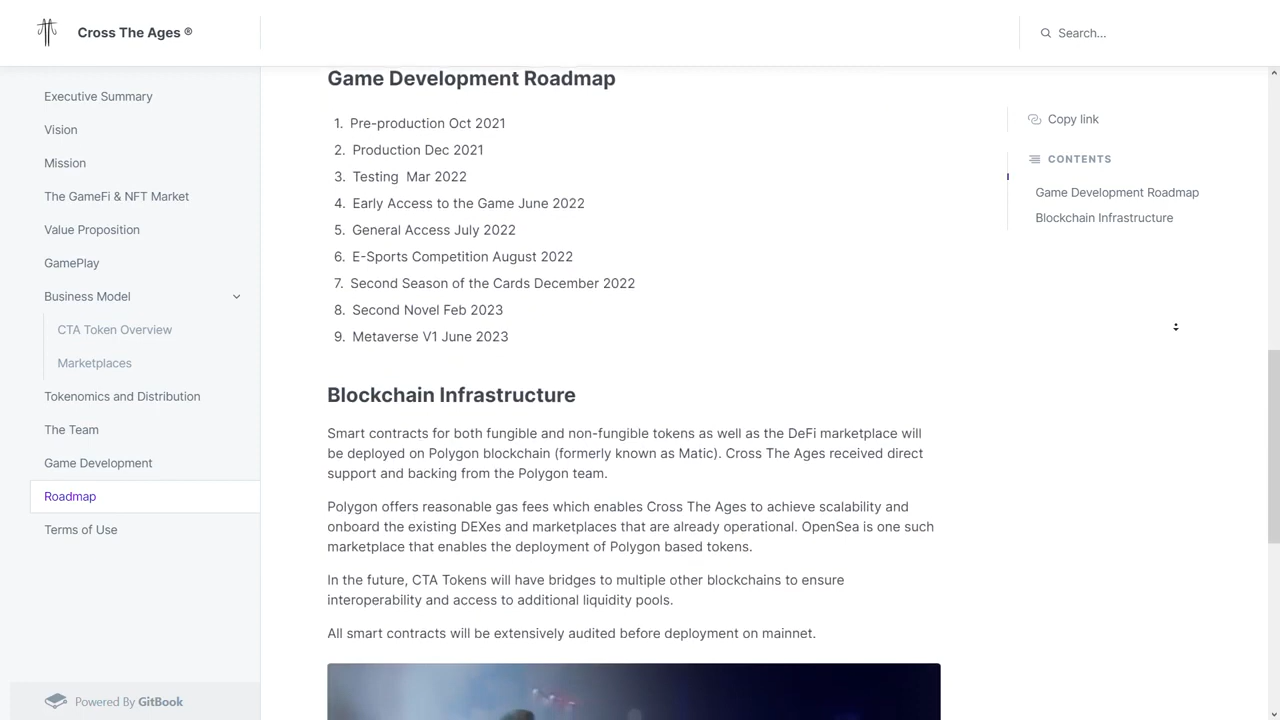 Cross The Ages ®
Search...
Executive Summary
Vision
Mission
The GameFi & NFT Market
Value Proposition
GamePlay
Business Model
CTA Token Overview
Marketplaces
Tokenomics and Distribution
The Team
Game Development
Roadmap
Terms of Use
Powered By GitBook
Game Development Roadmap
1. Pre-production Oct 2021
2. Production Dec 2021
3. Testing Mar 2022
4. Early Access to the Game June 2022
5. General Access July 2022
6. E-Sports Competition August 2022
7. Second Season of the Cards December 2022
8. Second Novel Feb 2023
9. Metaverse V1 June 2023
Blockchain Infrastructure
Smart contracts for both fungible and non-fungible tokens as well as the DeFi marketplace will
be deployed on Polygon blockchain (formerly known as Matic). Cross The Ages received direct
support and backing from the Polygon team.
Polygon offers reasonable gas fees which enables Cross The Ages to achieve scalability and
onboard the existing DEXes and marketplaces that are already operational. OpenSea is one such
marketplace that enables the deployment of Polygon based tokens.
In the future, CTA Tokens will have bridges to multiple other blockchains to ensure
interoperability and access to additional liquidity pools.
All smart contracts will be extensively audited before deployment on mainnet.
Copy link
CONTENTS
Game Development Roadmap
Blockchain Infrastructure